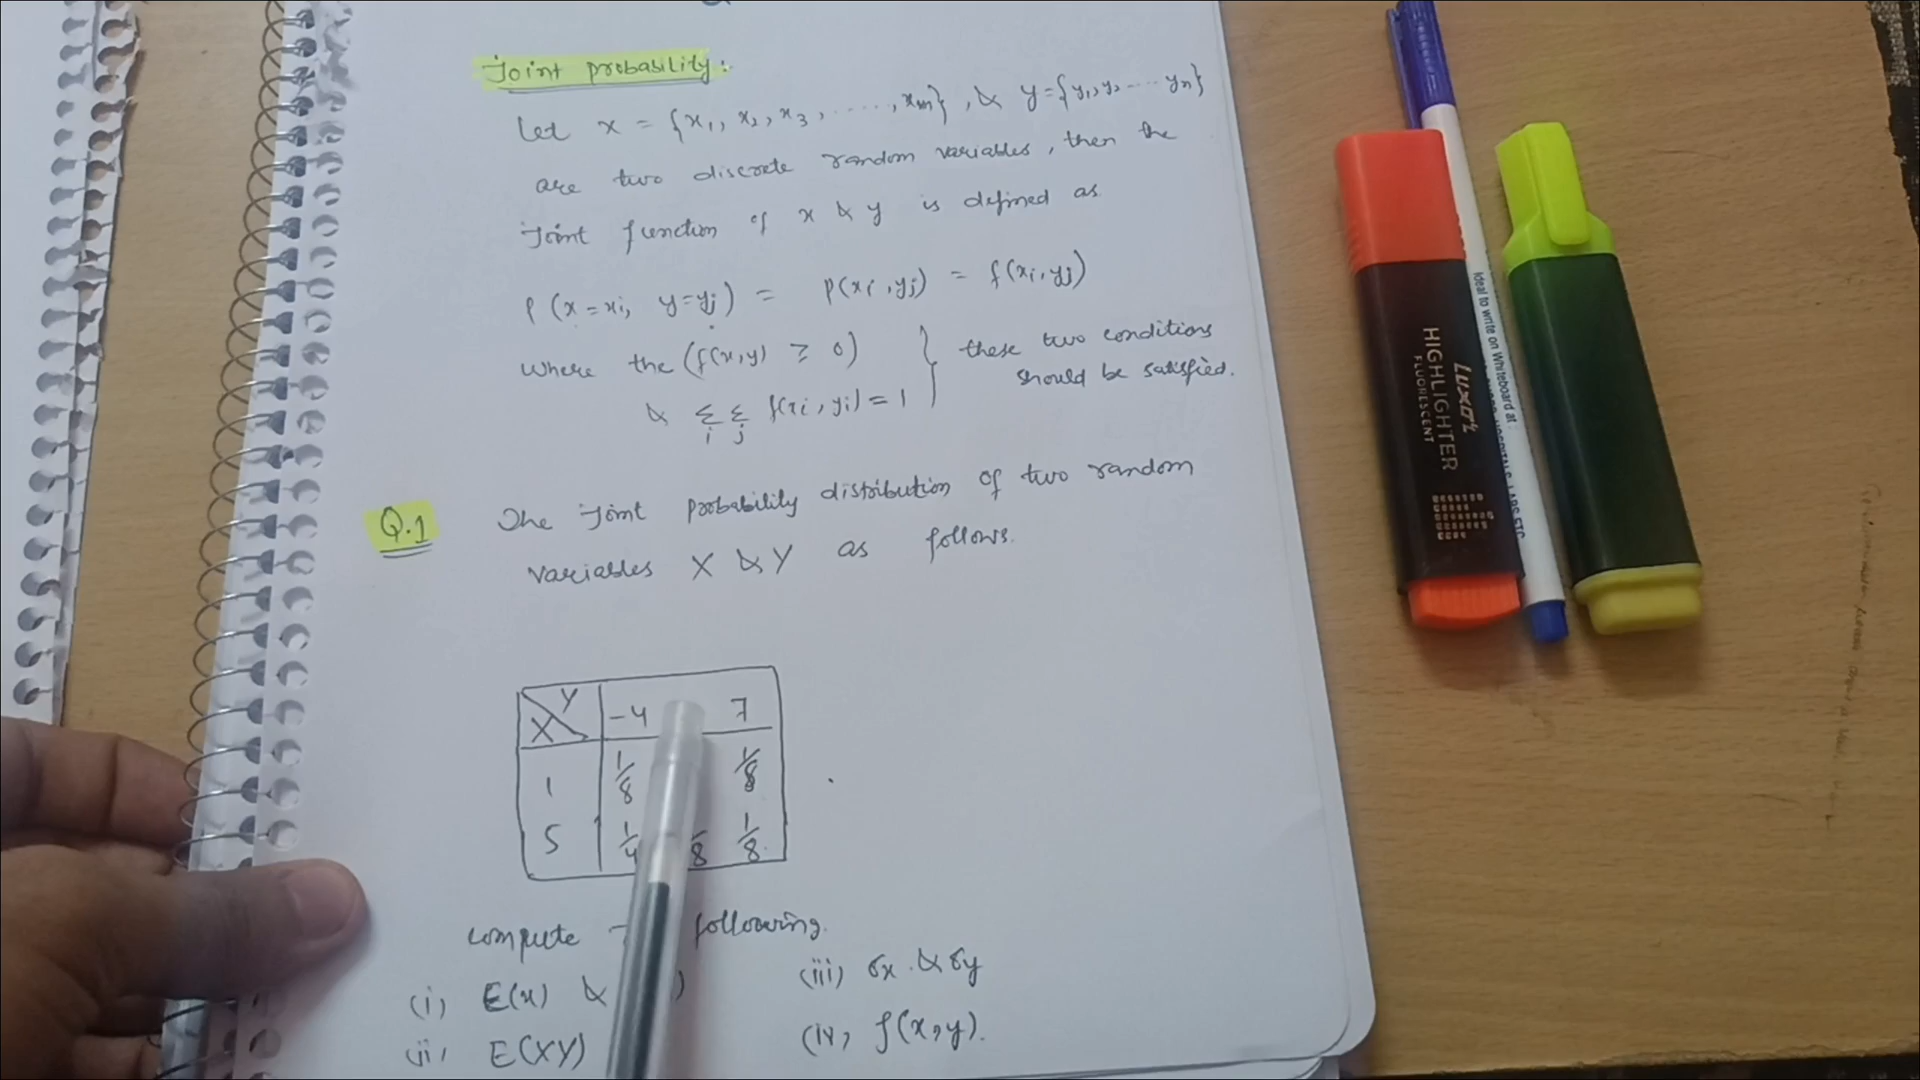 Joint probability:
Let x = {x1, x2, x3, ....., xm}, & y={y1, y2 .... yn}
are two discrete random variables, then the
Joint function of x & y is defined as
P(x=xi, y=yj) = P(xi, yj) = f(xi, yj)
where the (f(x,y) ≥ 0) } these two conditions
& Σi Σj f(xi, yi) = 1 } should be satisfied.
Q.1 The Joint probability distribution of two random
variables X & Y as follows.
X Y -4 7
1 1/8 1/8
5 1/4 1/8 1/8
compute following.
(i) E(x) & (iii) σx & σy
(ii) E(XY) (iv) ρ(x,y).
LUXOR
HIGHLIGHTER
FLUORESCENT
Ideal to write on Whiteboard at